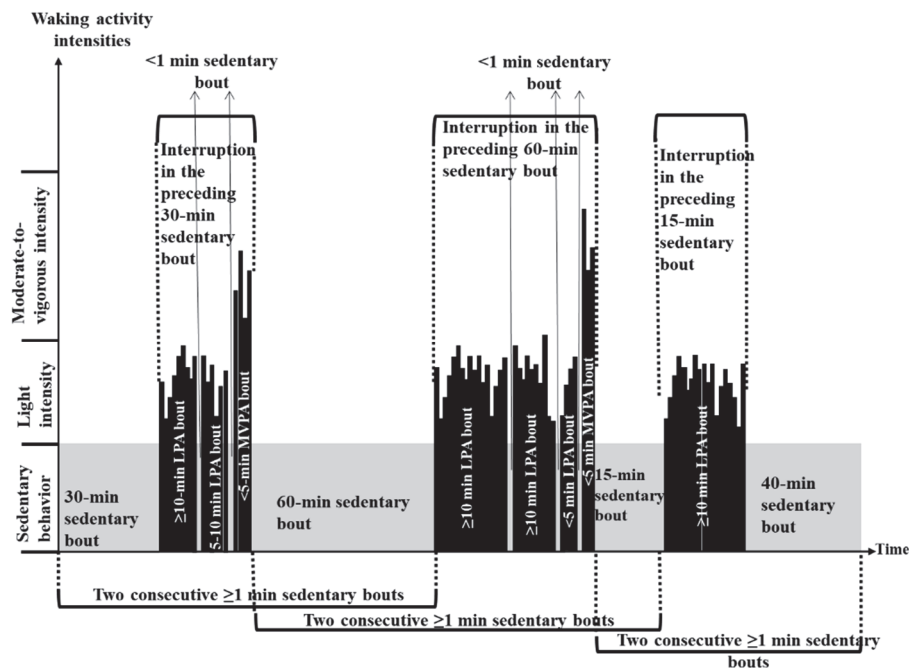 Waking activity
intensities
<1 min sedentary
bout
<1 min sedentary
bout
Interruption
in the
preceding
30-min
sedentary
bout
Interruption in the
preceding 60-min
sedentary bout
Interruption
in the
preceding
15-min
sedentary
bout
Moderate-to-
vigorous intensity
Light
intensity
Sedentary
behavior
30-min
sedentary
bout
≥10-min LPA bout
5-10 min LPA bout
<5-min MVPA bout
60-min sedentary
bout
≥10 min LPA bout
≥10 min LPA bout
<5 min LPA bout
<5 min MVPA bout
15-min
sedentary
bout
≥10 min LPA bout
40-min
sedentary
bout
Time
Two consecutive ≥1 min sedentary bouts
Two consecutive ≥1 min sedentary bouts
Two consecutive ≥1 min sedentary
bouts